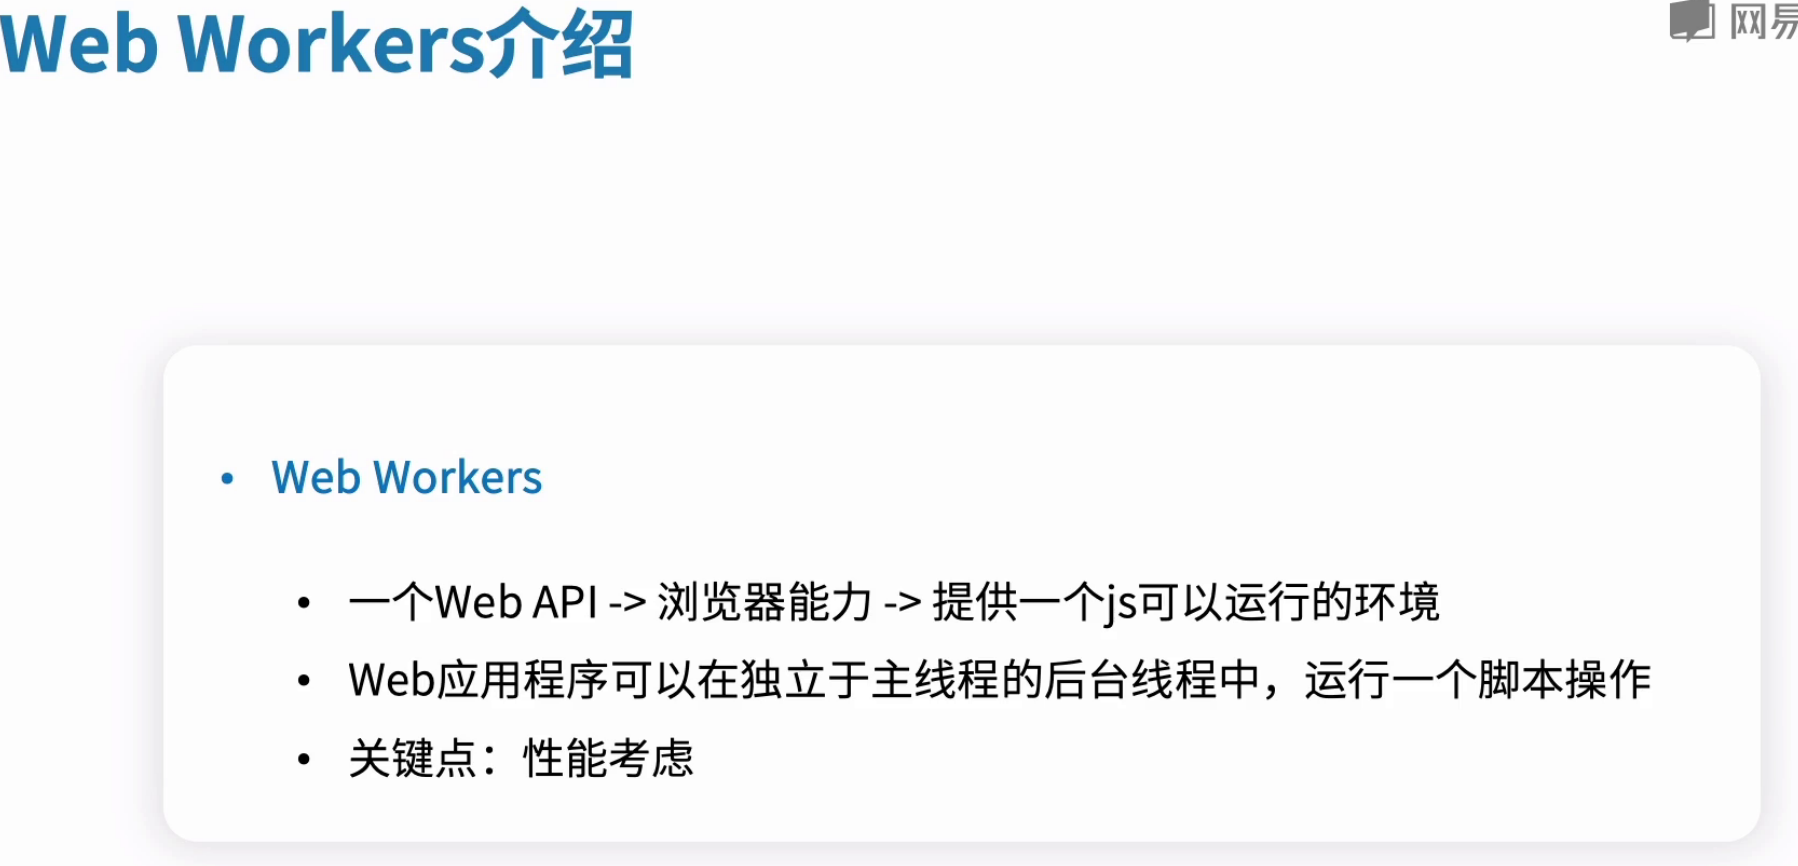 Web Workers介绍
网易
• Web Workers
• 一个Web API -> 浏览器能力 -> 提供一个js可以运行的环境
• Web应用程序可以在独立于主线程的后台线程中，运行一个脚本操作
• 关键点：性能考虑